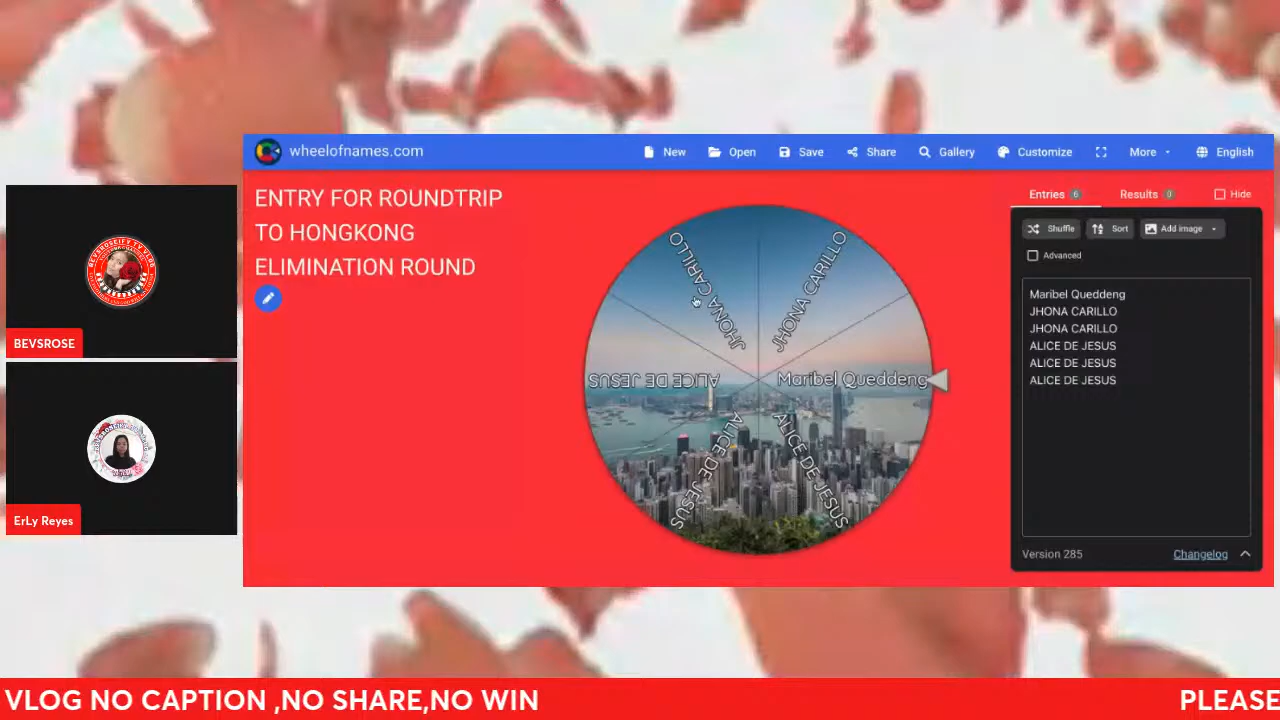 wheelofnames.com
New
Open
Save
Share
Gallery
Customize
More
English
ENTRY FOR ROUNDTRIP
TO HONGKONG
ELIMINATION ROUND
JHONA CARILLO
JHONA CARILLO
Maribel Queddeng
ALICE DE JESUS
ALICE DE JESUS
ALICE DE JESUS
Entries 6
Results 0
Hide
Shuffle
Sort
Add image
Advanced
Maribel Queddeng
JHONA CARILLO
JHONA CARILLO
ALICE DE JESUS
ALICE DE JESUS
ALICE DE JESUS
Version 285
Changelog
BEVSROSE
ErLy Reyes
VLOG NO CAPTION ,NO SHARE,NO WIN
PLEASE